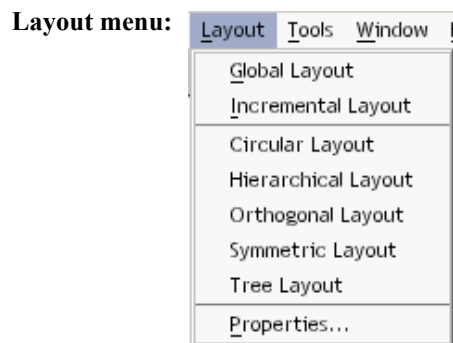 Layout menu:
Layout Tools Window
Global Layout
Incremental Layout
Circular Layout
Hierarchical Layout
Orthogonal Layout
Symmetric Layout
Tree Layout
Properties...